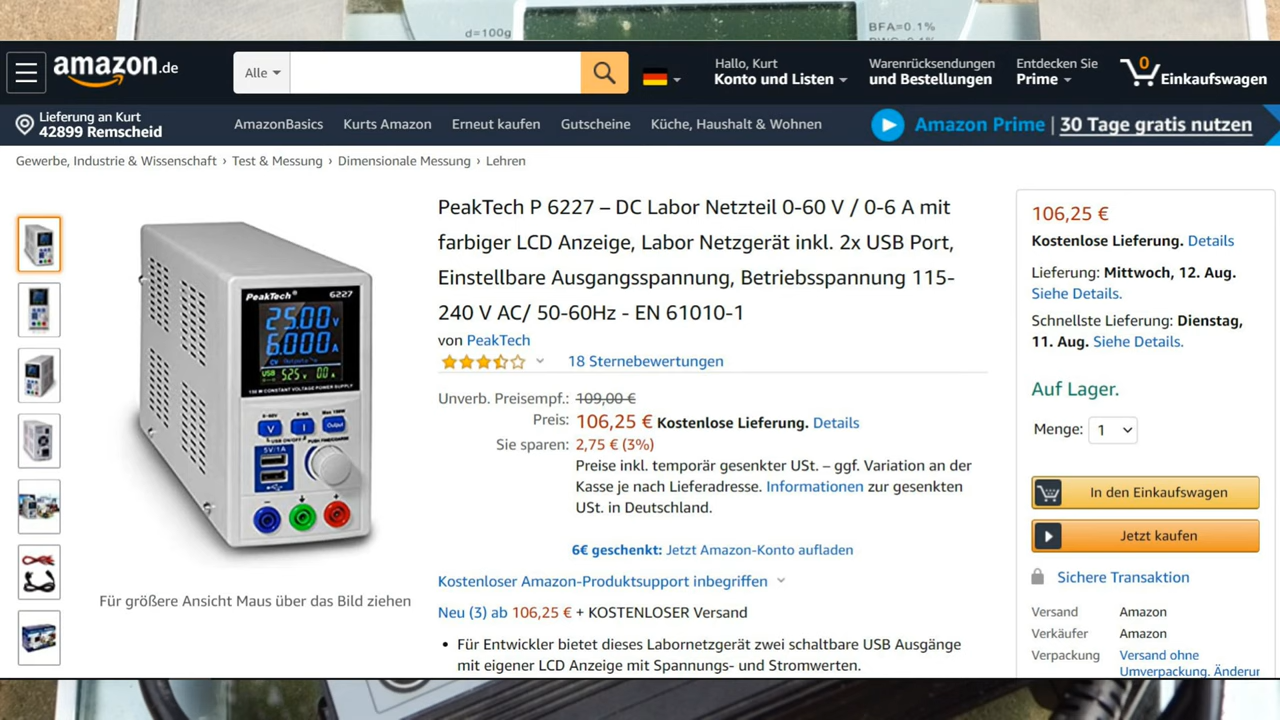 d=100g
BFA=0.1%
amazon.de
Alle
Hallo, Kurt
Konto und Listen
Warenrücksendungen
und Bestellungen
Entdecken Sie
Prime
0
Einkaufswagen
Lieferung an Kurt
42899 Remscheid
AmazonBasics
Kurts Amazon
Erneut kaufen
Gutscheine
Küche, Haushalt & Wohnen
Amazon Prime | 30 Tage gratis nutzen
Gewerbe, Industrie & Wissenschaft › Test & Messung › Dimensionale Messung › Lehren
PeakTech® 6227
25.00 V
6.000 A
USB 5.25 V 0.0 A
V
I
Output
5V/1A
Für größere Ansicht Maus über das Bild ziehen
PeakTech P 6227 – DC Labor Netzteil 0-60 V / 0-6 A mit
farbiger LCD Anzeige, Labor Netzgerät inkl. 2x USB Port,
Einstellbare Ausgangsspannung, Betriebsspannung 115-
240 V AC/ 50-60Hz - EN 61010-1
von PeakTech
18 Sternebewertungen
Unverb. Preisempf.: 109,00 €
Preis: 106,25 € Kostenlose Lieferung. Details
Sie sparen: 2,75 € (3%)
Preise inkl. temporär gesenkter USt. – ggf. Variation an der
Kasse je nach Lieferadresse. Informationen zur gesenkten
USt. in Deutschland.
6€ geschenkt: Jetzt Amazon-Konto aufladen
Kostenloser Amazon-Produktsupport inbegriffen
Neu (3) ab 106,25 € + KOSTENLOSER Versand
• Für Entwickler bietet dieses Labornetzgerät zwei schaltbare USB Ausgänge
mit eigener LCD Anzeige mit Spannungs- und Stromwerten.
106,25 €
Kostenlose Lieferung. Details
Lieferung: Mittwoch, 12. Aug.
Siehe Details.
Schnellste Lieferung: Dienstag,
11. Aug. Siehe Details.
Auf Lager.
Menge: 1
In den Einkaufswagen
Jetzt kaufen
Sichere Transaktion
Versand Amazon
Verkäufer Amazon
Verpackung Versand ohne
Umverpackung. Änderun